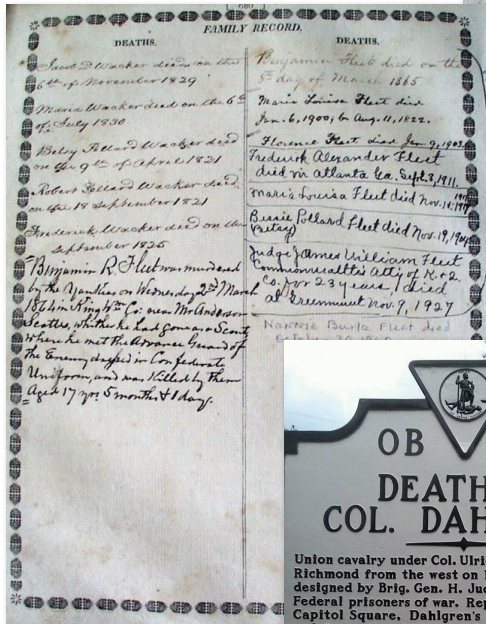 680
FAMILY RECORD.
DEATHS.
Isaac D Wacker died on the
6th of November 1829
Maria Wacker died on the 6th
of July 1830
Betsy Pollard Wacker died
on the 9th of April 1821
Robert Pollard Wacker died
on the 18 September 1821
Frederick Wacker died on the
September 1835
Benjamin R. Fleet was murdered
by the Yankees on Wednesday 2nd March
1864 in King Wm Co: near Mr Anderson
Scotts, whither he had gone as a Scout,
where he met the Advance Guard of
the Enemy dressed in Confederate
Uniform, and was killed by them
Aged 17 yrs 5 months & 1 day.
DEATHS.
Benjamin Fleet died on the
day of March 1865
Maria Louisa Fleet died
Jan. 6, 1900, b. Aug. 11, 1822.
Florence Fleet died Jan. 9, 1903.
Frederick Alexander Fleet
died in Atlanta Ga. Sept. 3, 1911.
Maria Louisa Fleet died Nov. 14, 1917
Bessie Pollard Fleet died Nov. 19, 1904
(Betsy)
Judge James William Fleet
Commonwealth's Att'y of K. & Q.
Co. for 23 years, died
at Greenmount Nov. 9, 1927
Nannie Burke Fleet died
OB
DEATH
COL. DAH
Union cavalry under Col. Ulri
Richmond from the west on
designed by Brig. Gen. H. Jud
Federal prisoners of war. Rep
Capitol Square, Dahlgren's